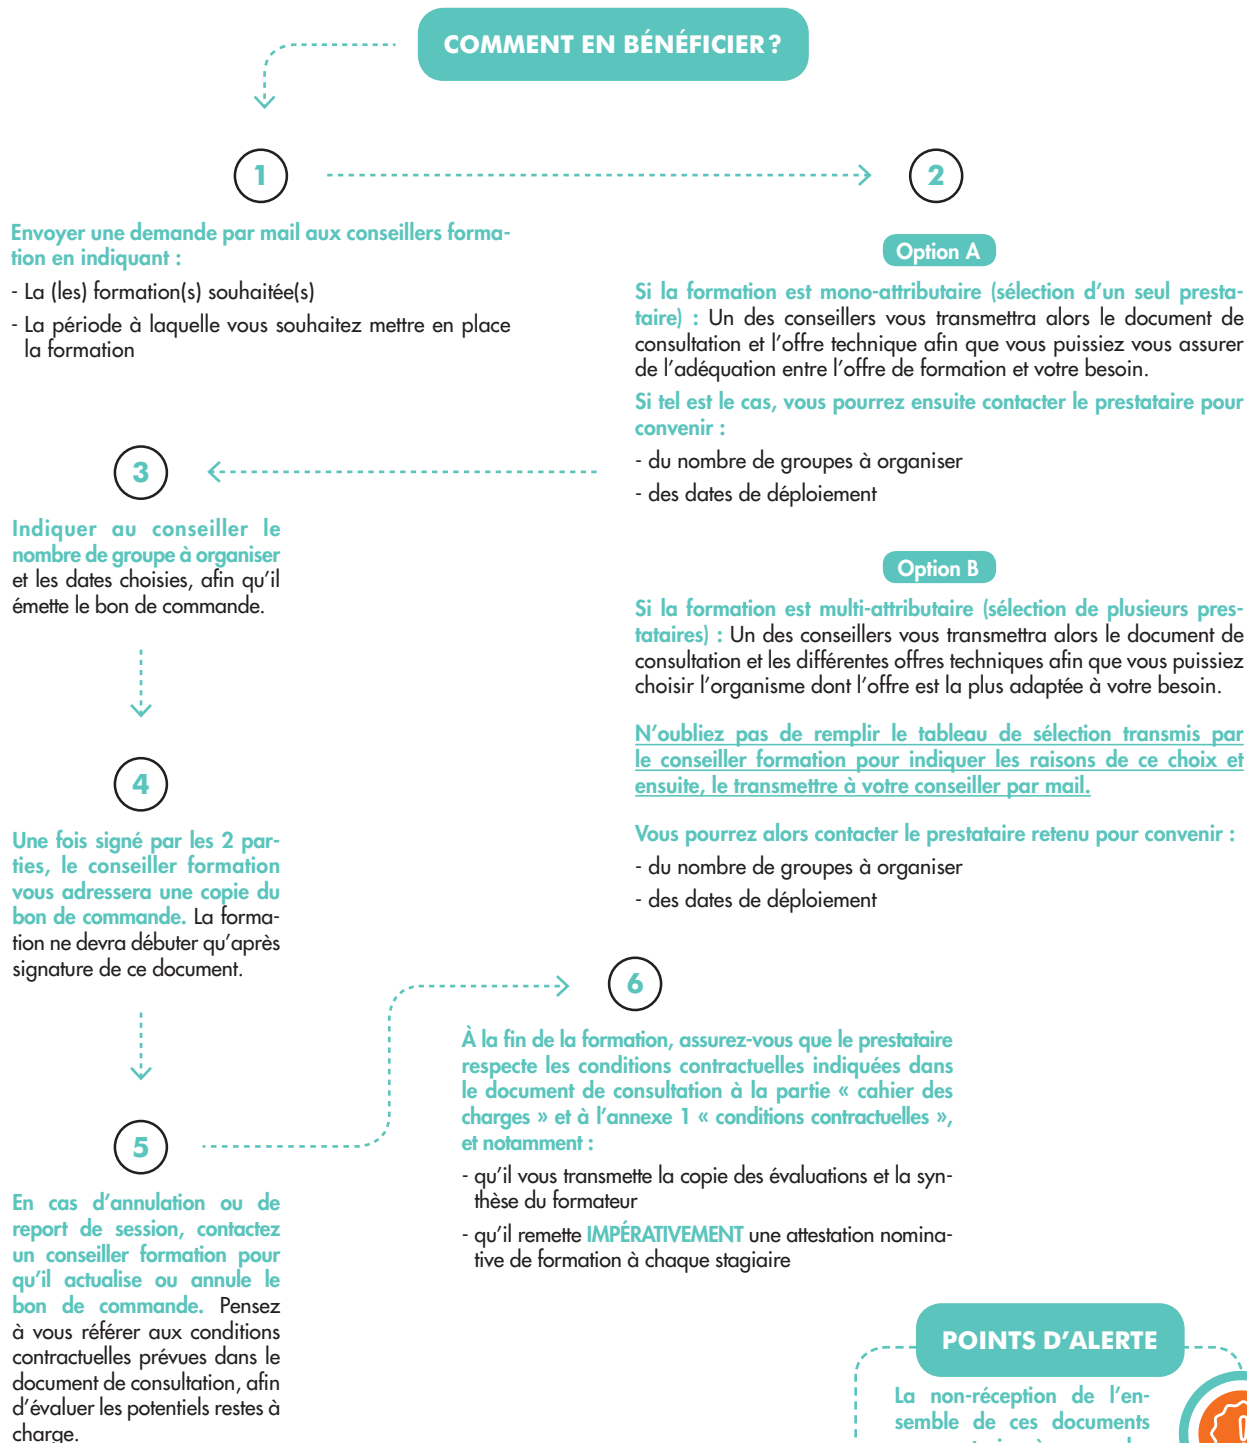 COMMENT EN BÉNÉFICIER ?
1
Envoyer une demande par mail aux conseillers forma-
tion en indiquant :
- La (les) formation(s) souhaitée(s)
- La période à laquelle vous souhaitez mettre en place
la formation
2
Option A
Si la formation est mono-attributaire (sélection d'un seul presta-
taire) : Un des conseillers vous transmettra alors le document de
consultation et l'offre technique afin que vous puissiez vous assurer
de l'adéquation entre l'offre de formation et votre besoin.
Si tel est le cas, vous pourrez ensuite contacter le prestataire pour
convenir :
- du nombre de groupes à organiser
- des dates de déploiement
Option B
Si la formation est multi-attributaire (sélection de plusieurs pres-
tataires) : Un des conseillers vous transmettra alors le document de
consultation et les différentes offres techniques afin que vous puissiez
choisir l'organisme dont l'offre est la plus adaptée à votre besoin.
N'oubliez pas de remplir le tableau de sélection transmis par
le conseiller formation pour indiquer les raisons de ce choix et
ensuite, le transmettre à votre conseiller par mail.
Vous pourrez alors contacter le prestataire retenu pour convenir :
- du nombre de groupes à organiser
- des dates de déploiement
3
Indiquer au conseiller le
nombre de groupe à organiser
et les dates choisies, afin qu'il
émette le bon de commande.
4
Une fois signé par les 2 par-
ties, le conseiller formation
vous adressera une copie du
bon de commande. La forma-
tion ne devra débuter qu'après
signature de ce document.
5
En cas d'annulation ou de
report de session, contactez
un conseiller formation pour
qu'il actualise ou annule le
bon de commande. Pensez
à vous référer aux conditions
contractuelles prévues dans le
document de consultation, afin
d'évaluer les potentiels restes à
charge.
6
À la fin de la formation, assurez-vous que le prestataire
respecte les conditions contractuelles indiquées dans
le document de consultation à la partie « cahier des
charges » et à l'annexe 1 « conditions contractuelles »,
et notamment :
- qu'il vous transmette la copie des évaluations et la syn-
thèse du formateur
- qu'il remette IMPÉRATIVEMENT une attestation nomina-
tive de formation à chaque stagiaire
POINTS D'ALERTE
La non-réception de l'en-
semble de ces documents